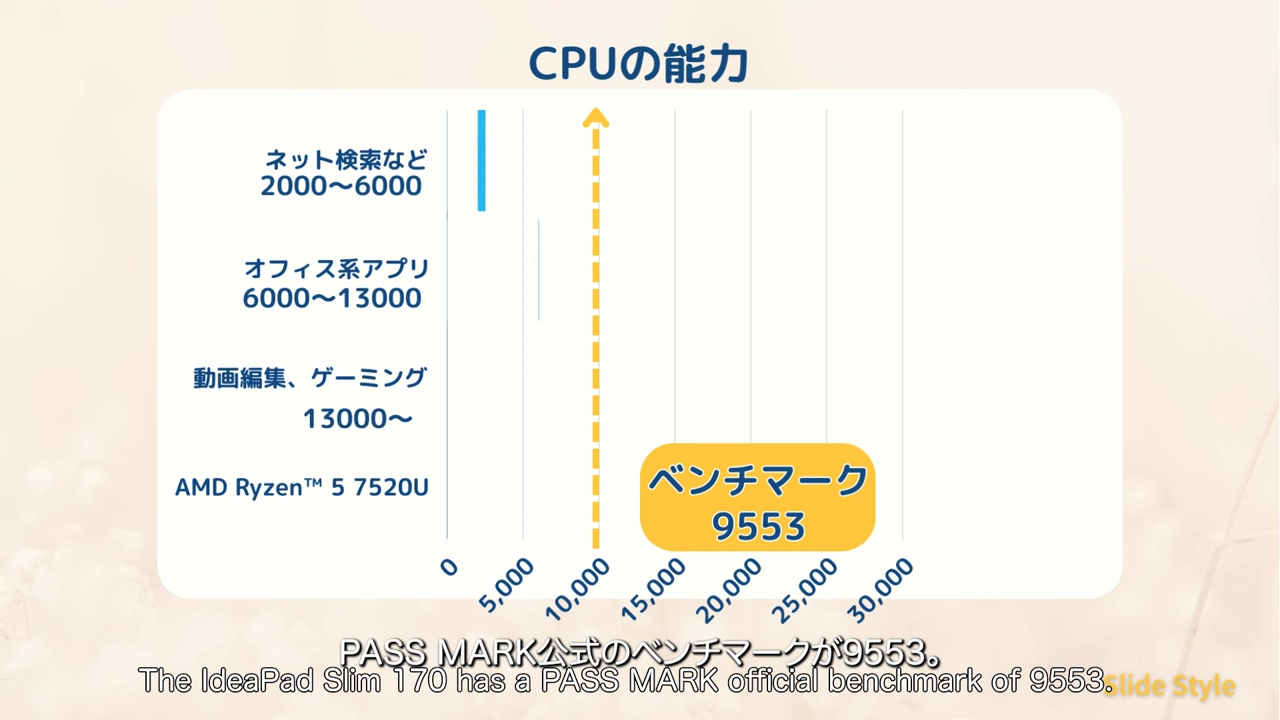 CPUの能力
ネット検索など
2000〜6000
オフィス系アプリ
6000〜13000
動画編集、ゲーミング
13000〜
AMD Ryzen™ 5 7520U
ベンチマーク
9553
0
5,000
10,000
15,000
20,000
25,000
30,000
PASS MARK公式のベンチマークが9553。
The IdeaPad Slim 170 has a PASS MARK official benchmark of 9553.
Slide Style